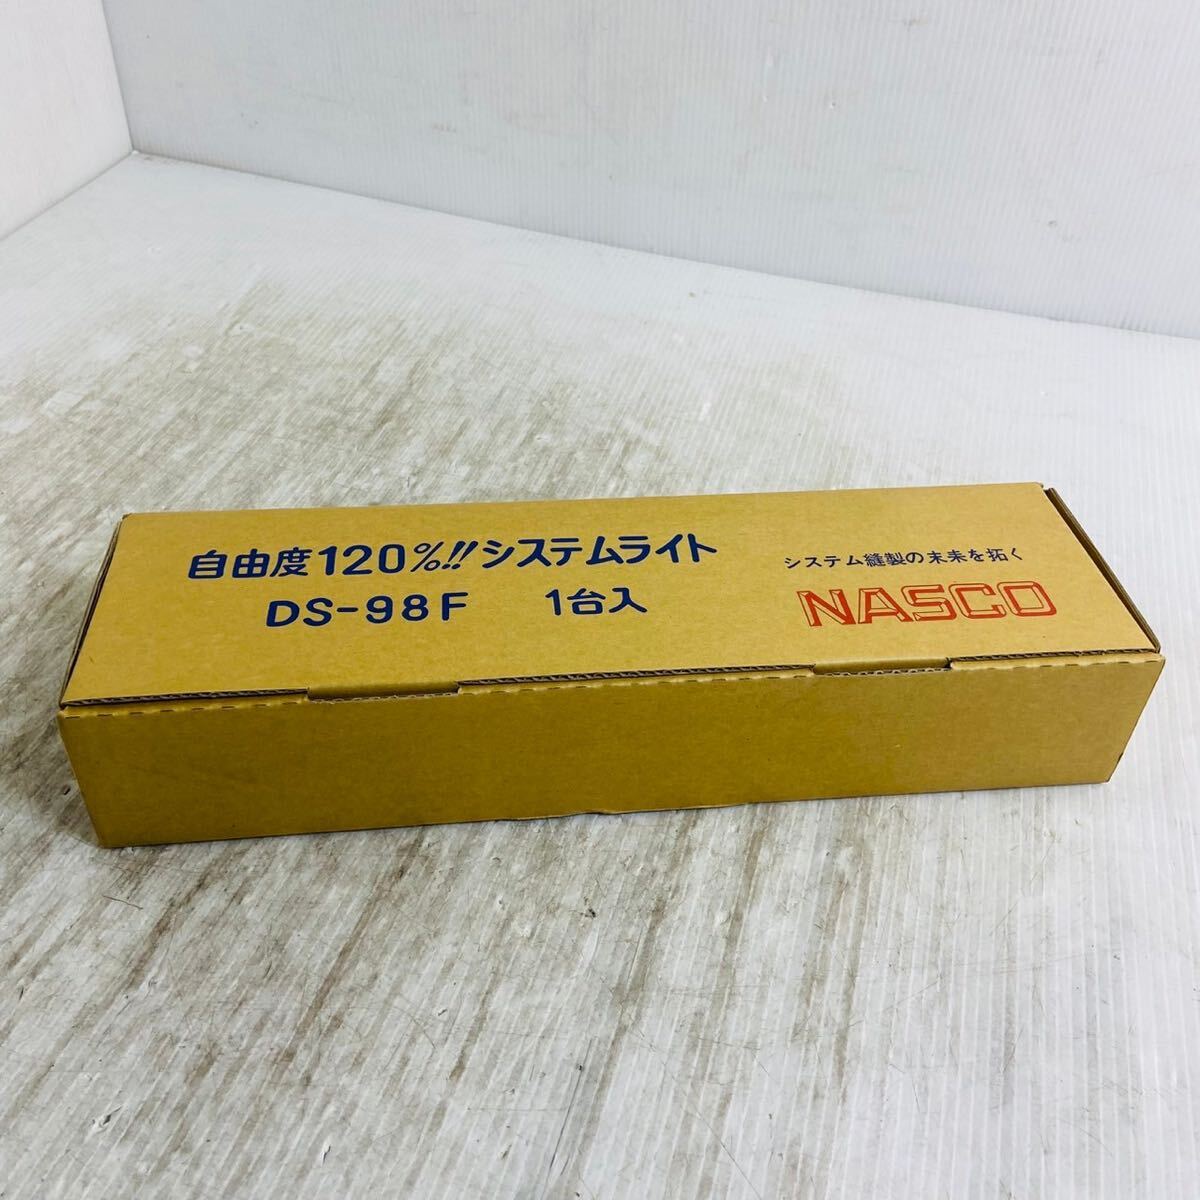 自由度120%!!システムライト
DS-98F 1台入
システム縫製の未来を拓く
NASCO